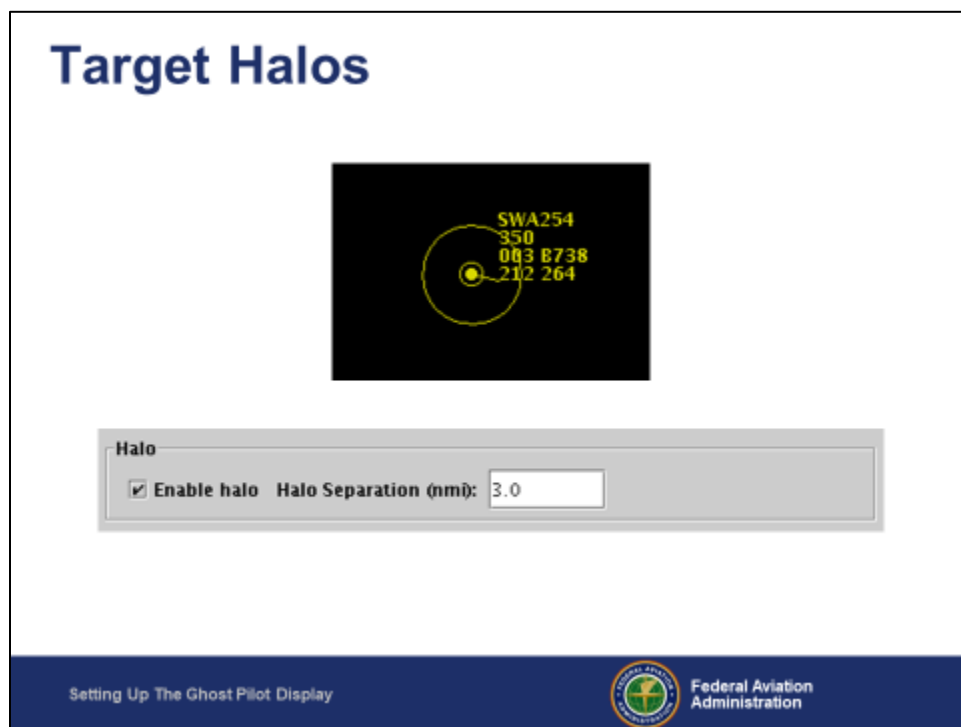 Target Halos
SWA254
350
003 B738
212 264
Halo
Enable halo Halo Separation (nmi): 3.0
Setting Up The Ghost Pilot Display
Federal Aviation
Administration